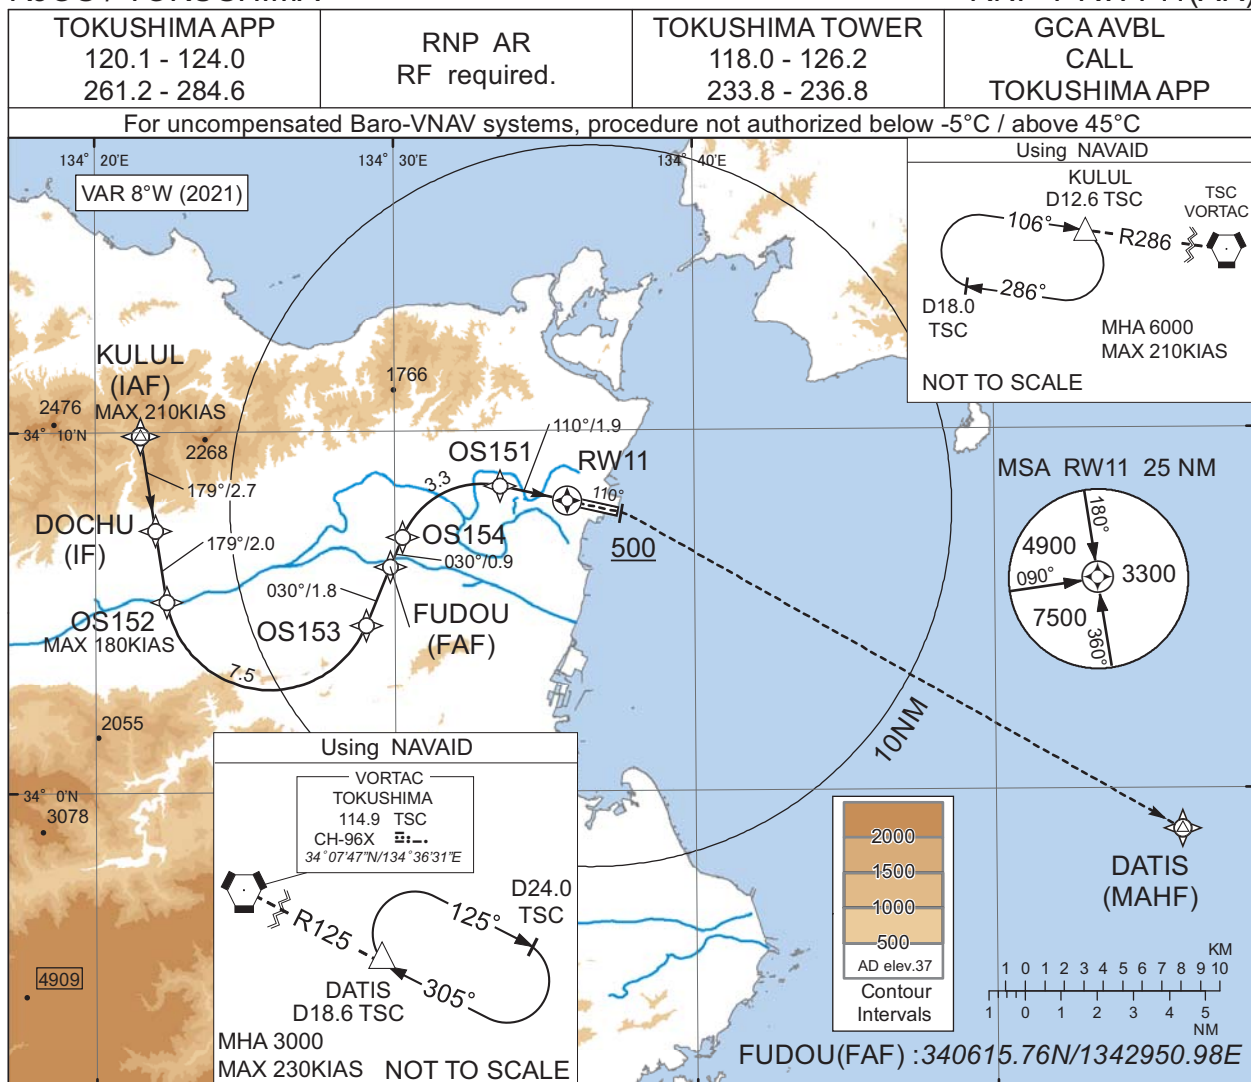 TOKUSHIMA APP
120.1 - 124.0
261.2 - 284.6
RNP AR
RF required.
TOKUSHIMA TOWER
118.0 - 126.2
233.8 - 236.8
GCA AVBL
CALL
TOKUSHIMA APP
For uncompensated Baro-VNAV systems, procedure not authorized below -5°C / above 45°C
134° 20'E
134° 30'E
134° 40'E
VAR 8°W (2021)
Using NAVAID
KULUL
D12.6 TSC
TSC
VORTAC
106°
R286
286°
D18.0
TSC
MHA 6000
MAX 210KIAS
NOT TO SCALE
KULUL
(IAF)
MAX 210KIAS
1766
2476
34° 10'N
2268
110°/1.9
OS151
RW11
3.3
179°/2.7
110°
MSA RW11 25 NM
DOCHU
(IF)
179°/2.0
OS154
030°/0.9
500
180°
4900
090°
3300
7500
360°
030°/1.8
OS152
MAX 180KIAS
OS153
FUDOU
(FAF)
7.5
2055
10NM
34° 0'N
3078
Using NAVAID
VORTAC
TOKUSHIMA
114.9 TSC
CH-96X
34°07'47"N/134°36'31"E
D24.0
TSC
125°
R125
305°
DATIS
D18.6 TSC
MHA 3000
MAX 230KIAS
NOT TO SCALE
4909
2000
1500
1000
500
AD elev.37
Contour
Intervals
DATIS
(MAHF)
KM
1 0 1 2 3 4 5 6 7 8 9 10
1 0 1 2 3 4 5
NM
FUDOU(FAF) :340615.76N/1342950.98E